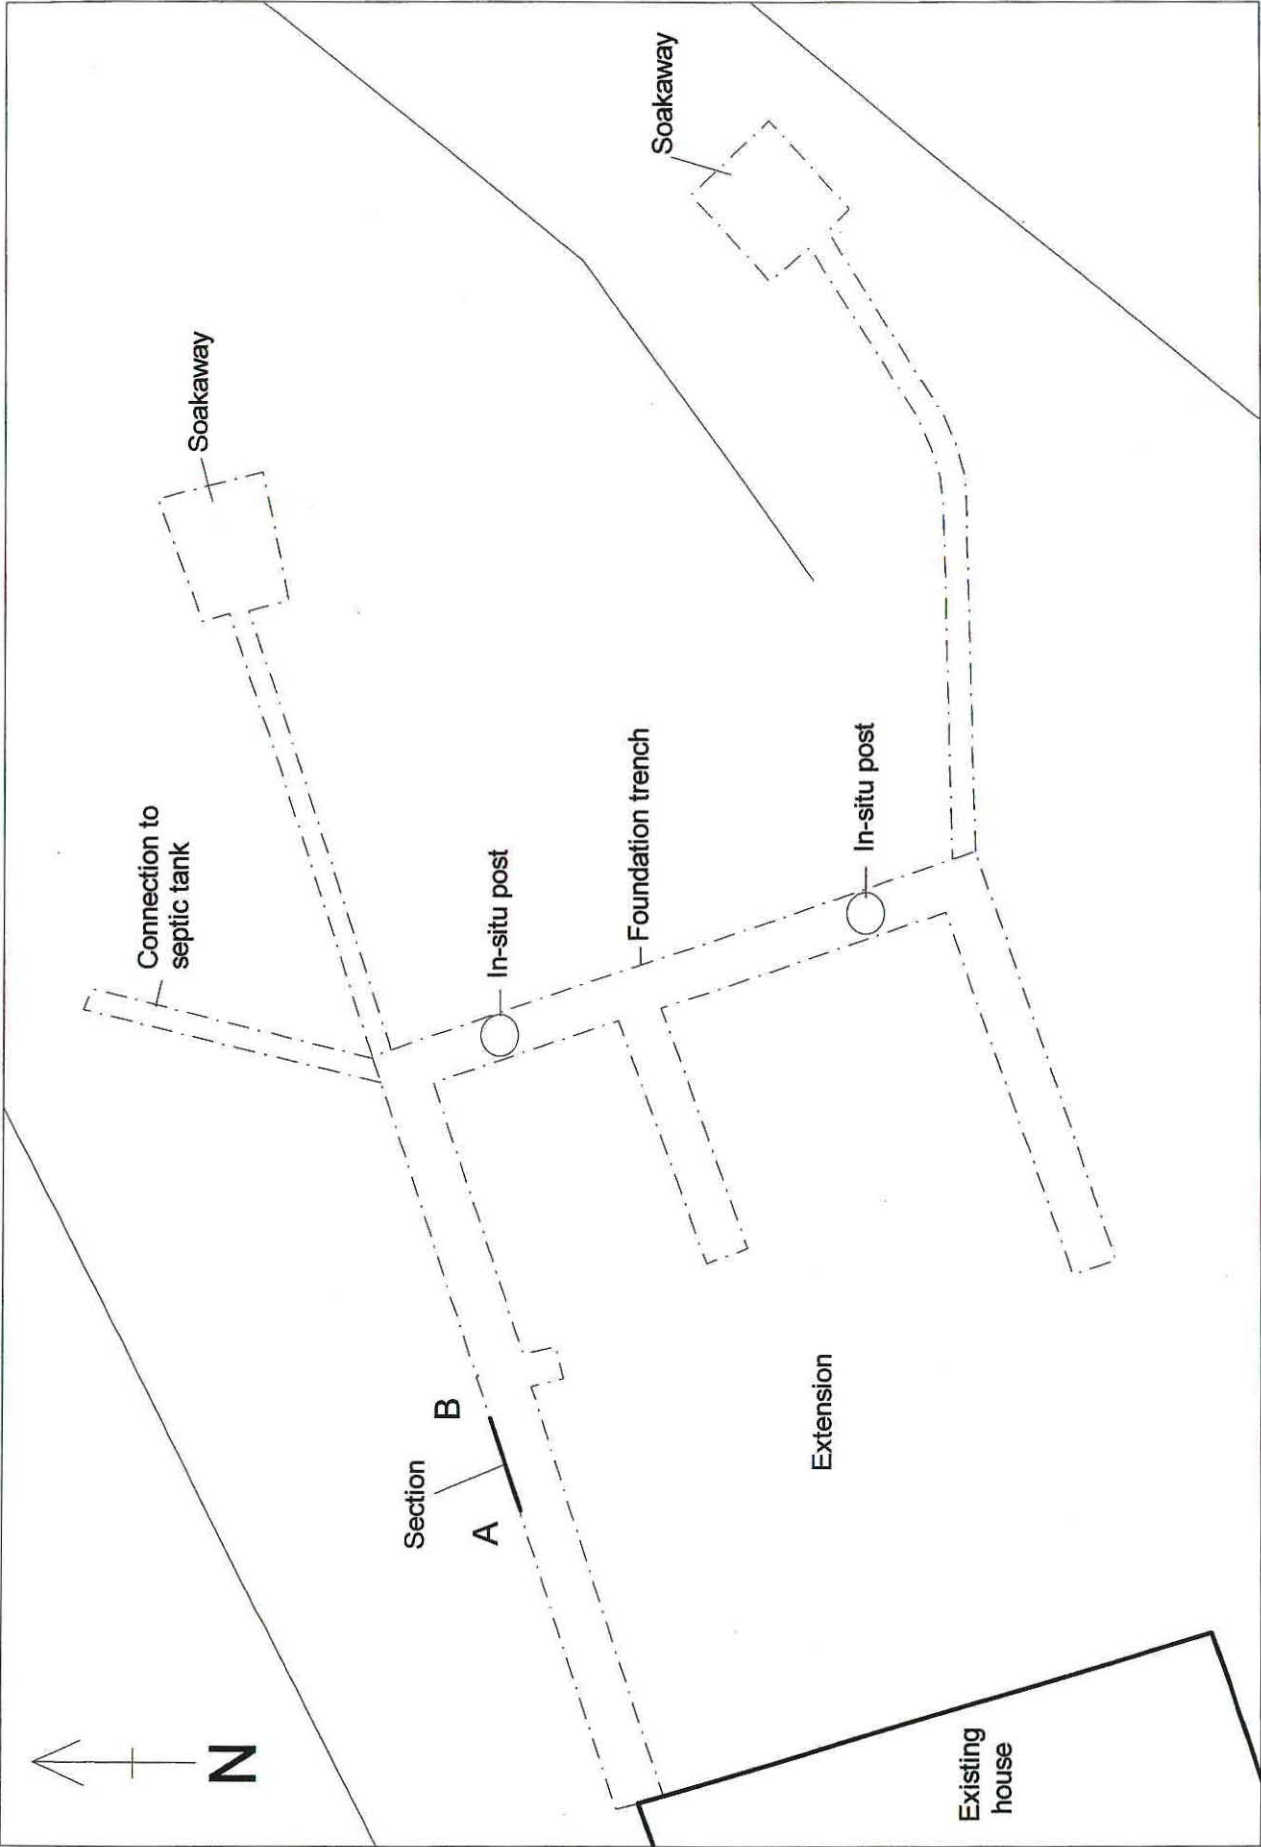 Soakaway
Soakaway
Connection to
septic tank
In-situ post
Foundation trench
In-situ post
Section
A
B
Extension
Existing
house
N